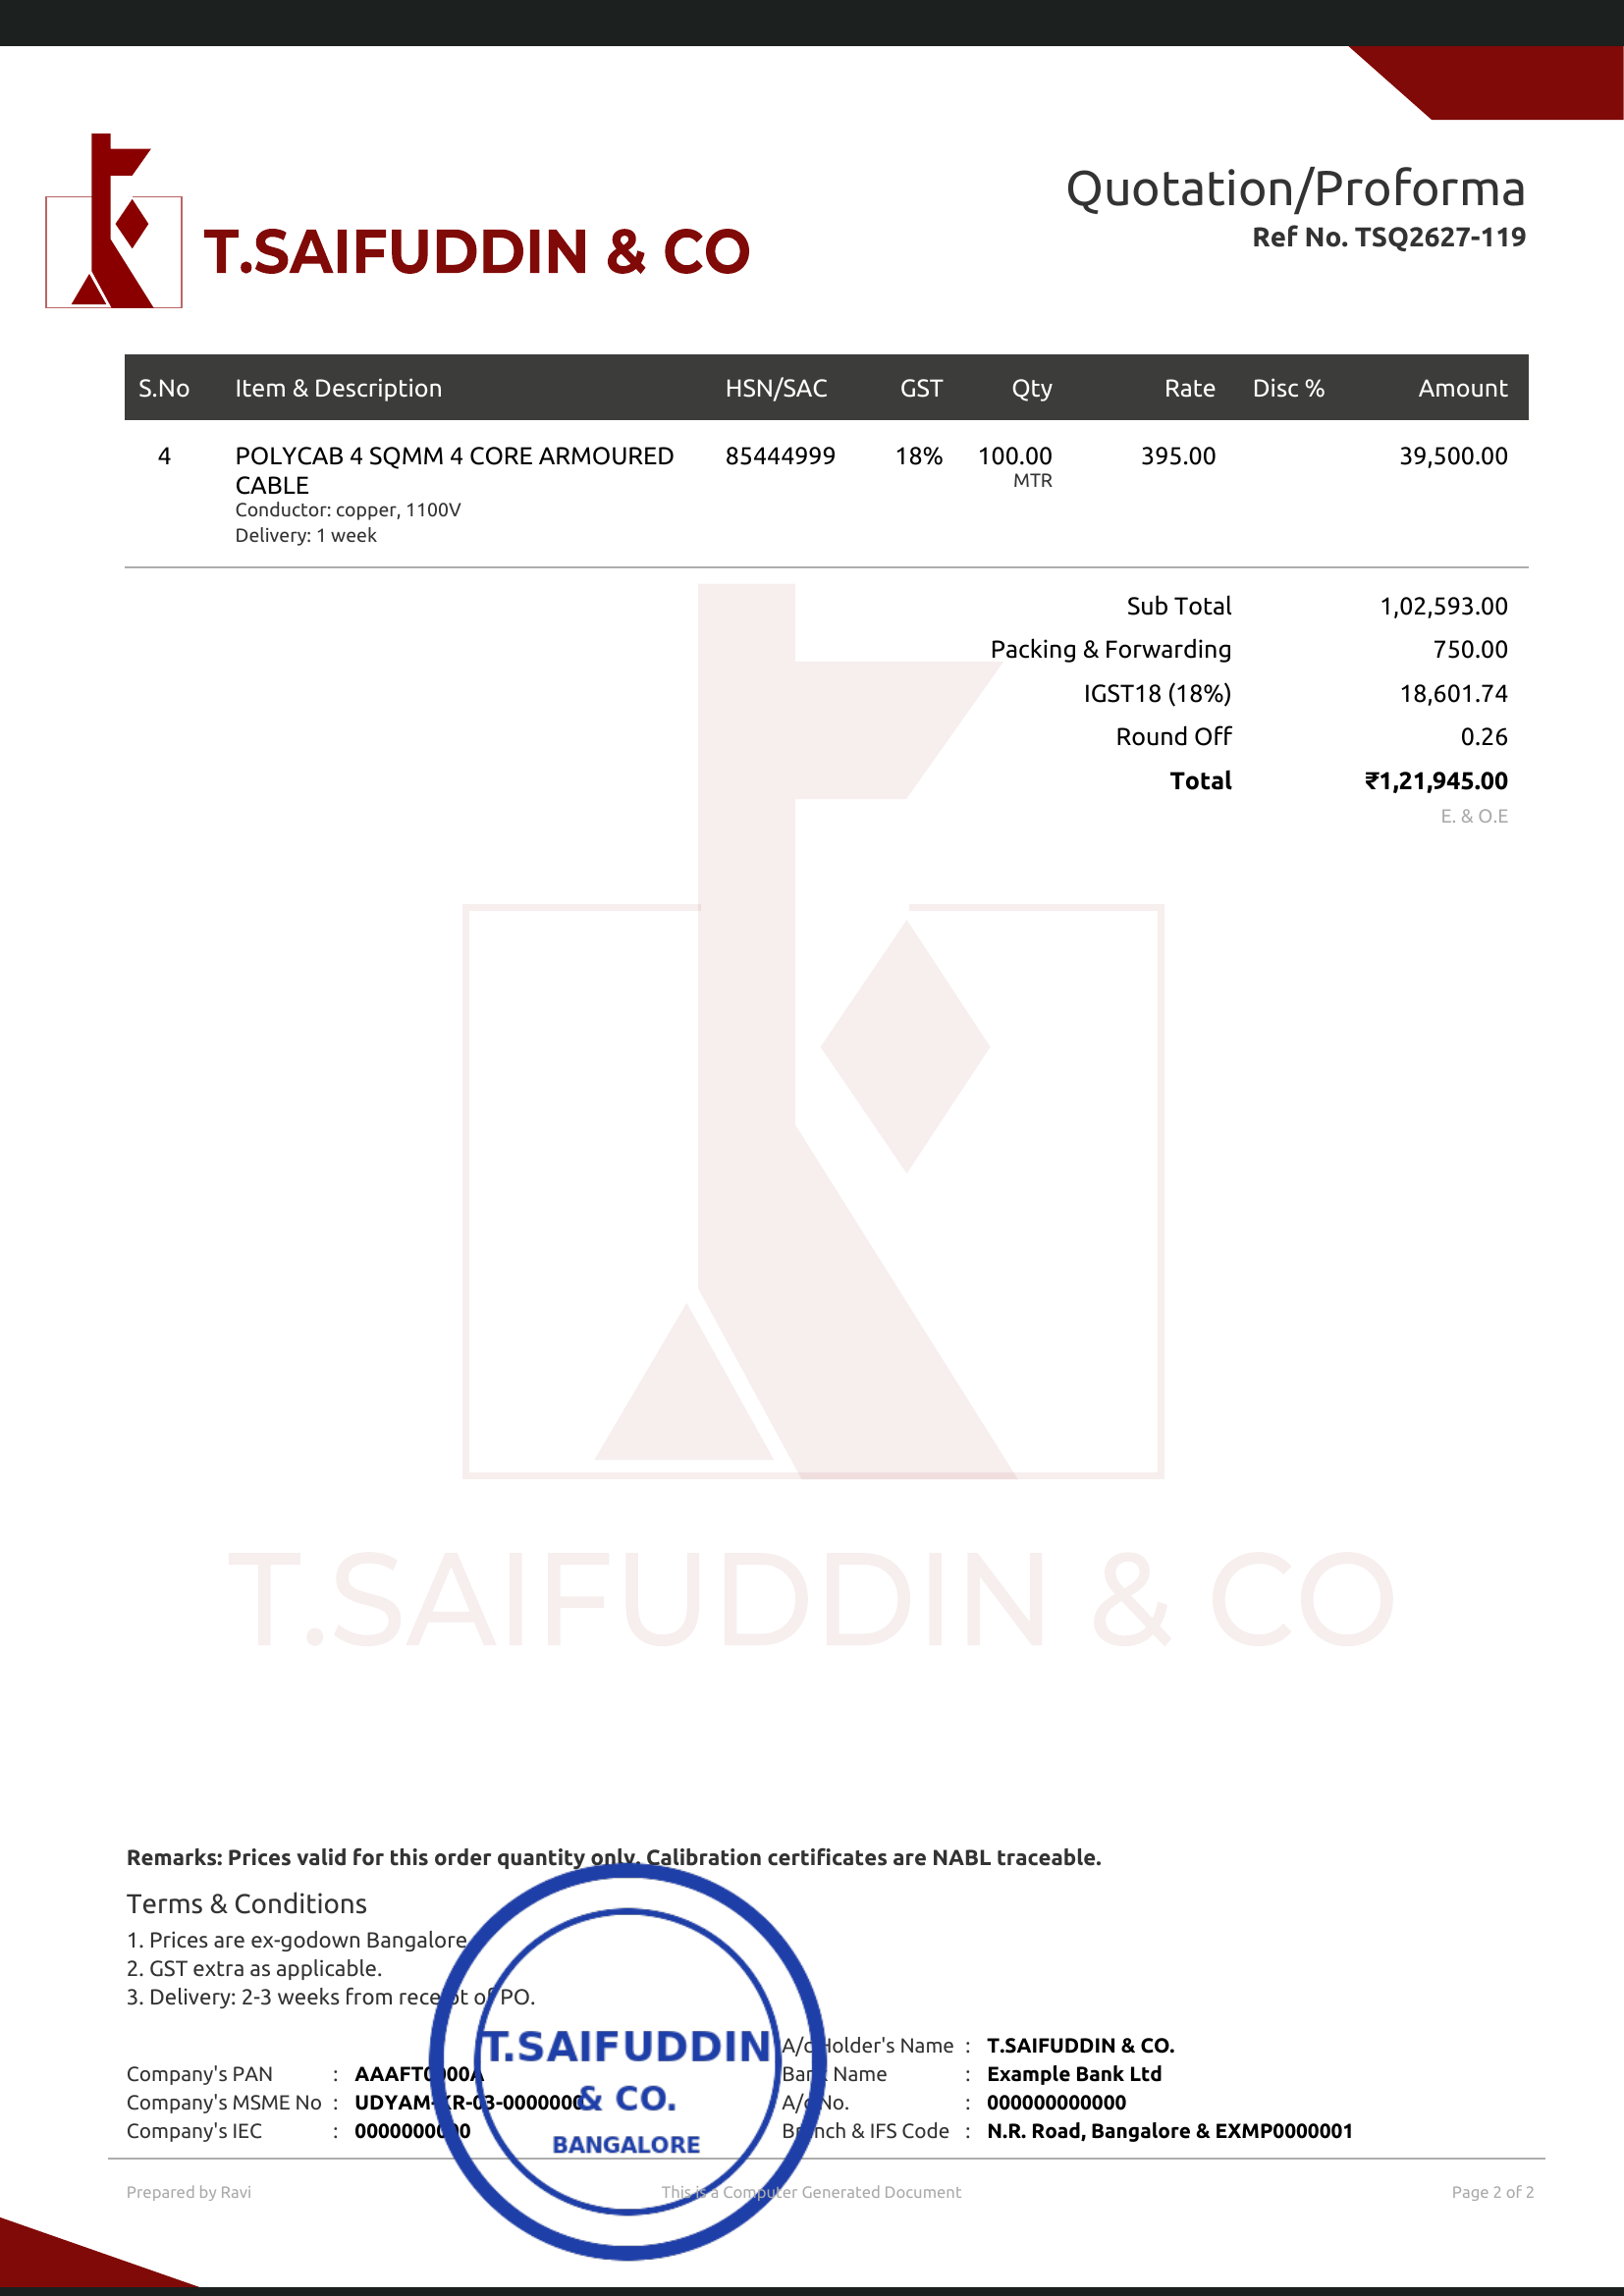 T.SAIFUDDIN & CO
Quotation/Proforma
Ref No. TSQ2627-119
S.No Item & Description HSN/SAC GST Qty Rate Disc % Amount
4 POLYCAB 4 SQMM 4 CORE ARMOURED 85444999 18% 100.00 395.00 39,500.00
CABLE MTR
Conductor: copper, 1100V
Delivery: 1 week
Sub Total 1,02,593.00
Packing & Forwarding 750.00
IGST18 (18%) 18,601.74
Round Off 0.26
Total ₹1,21,945.00
E. & O.E
T.SAIFUDDIN & CO
Remarks: Prices valid for this order quantity only. Calibration certificates are NABL traceable.
Terms & Conditions
1. Prices are ex-godown Bangalore
2. GST extra as applicable.
3. Delivery: 2-3 weeks from receipt of PO.
Company's PAN : AAAFT0000A
Company's MSME No : UDYAM-KR-03-0000000
Company's IEC : 0000000000
T.SAIFUDDIN
& CO.
BANGALORE
A/c Holder's Name : T.SAIFUDDIN & CO.
Bank Name : Example Bank Ltd
A/c No. : 000000000000
Branch & IFS Code : N.R. Road, Bangalore & EXMP0000001
Prepared by Ravi This is a Computer Generated Document Page 2 of 2